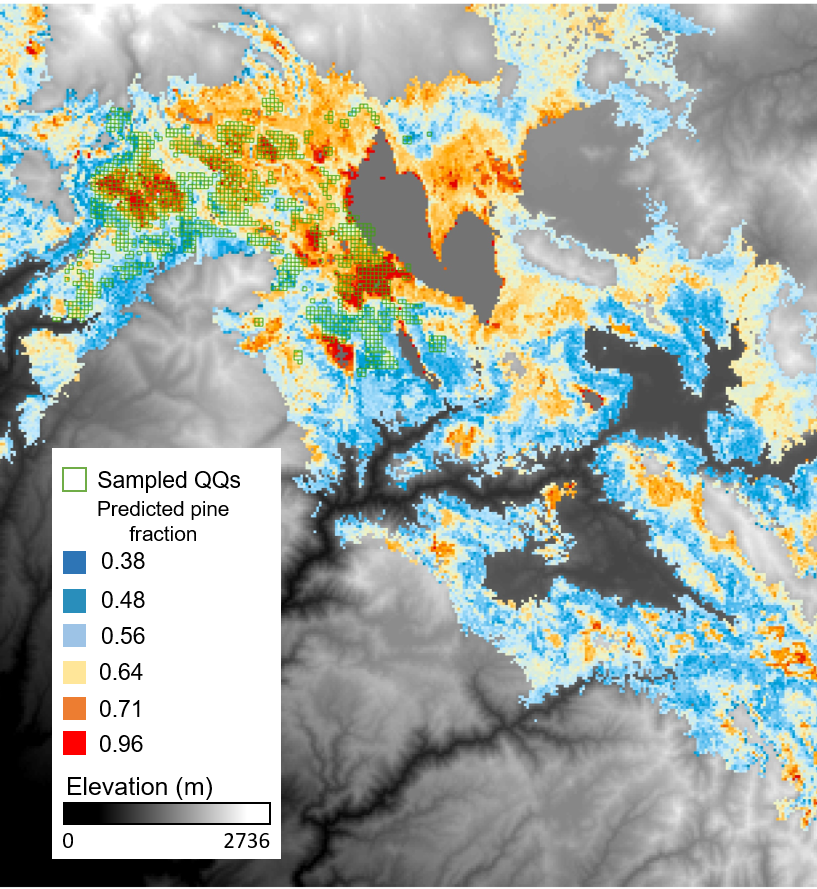 Sampled QQs
Predicted pine
fraction
0.38
0.48
0.56
0.64
0.71
0.96
Elevation (m)
0 2736